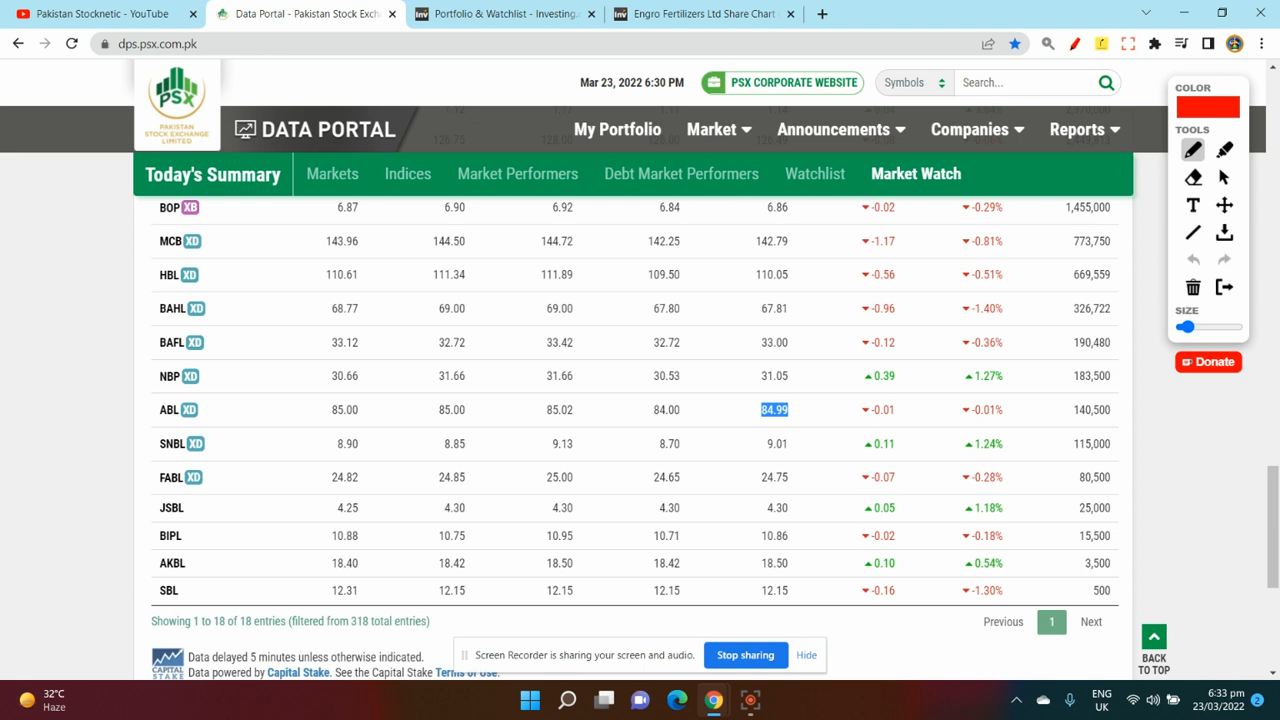 Pakistan Stocknetic - YouTube
Data Portal - Pakistan Stock Exch
Portfolio & Watchlist - Investing.
Engro Fertilizers Ltd Share Chart
dps.psx.com.pk
PSX
PAKISTAN
STOCK EXCHANGE
LIMITED
Mar 23, 2022 6:30 PM
PSX CORPORATE WEBSITE
Symbols
Search...
DATA PORTAL
My Portfolio Market Announcements Companies Reports
Today's Summary Markets Indices Market Performers Debt Market Performers Watchlist Market Watch
BOP XB 6.87 6.90 6.92 6.84 6.86 -0.02 -0.29% 1,455,000
MCB XD 143.96 144.50 144.72 142.25 142.79 -1.17 -0.81% 773,750
HBL XD 110.61 111.34 111.89 109.50 110.05 -0.56 -0.51% 669,559
BAHL XD 68.77 69.00 69.00 67.80 67.81 -0.96 -1.40% 326,722
BAFL XD 33.12 32.72 33.42 32.72 33.00 -0.12 -0.36% 190,480
NBP XD 30.66 31.66 31.66 30.53 31.05 0.39 1.27% 183,500
ABL XD 85.00 85.00 85.02 84.00 84.99 -0.01 -0.01% 140,500
SNBL XD 8.90 8.85 9.13 8.70 9.01 0.11 1.24% 115,000
FABL XD 24.82 24.85 25.00 24.65 24.75 -0.07 -0.28% 80,500
JSBL 4.25 4.30 4.30 4.30 4.30 0.05 1.18% 25,000
BIPL 10.88 10.75 10.95 10.71 10.86 -0.02 -0.18% 15,500
AKBL 18.40 18.42 18.50 18.42 18.50 0.10 0.54% 3,500
SBL 12.31 12.15 12.15 12.15 12.15 -0.16 -1.30% 500
Showing 1 to 18 of 18 entries (filtered from 318 total entries)
Previous 1 Next
CAPITAL
STAKE
Data delayed 5 minutes unless otherwise indicated.
Data powered by Capital Stake. See the Capital Stake Terms of Use.
Screen Recorder is sharing your screen and audio.
Stop sharing
Hide
BACK
TO TOP
COLOR
TOOLS
T
SIZE
Donate
32°C
Haze
ENG
UK
6:33 pm
23/03/2022
2